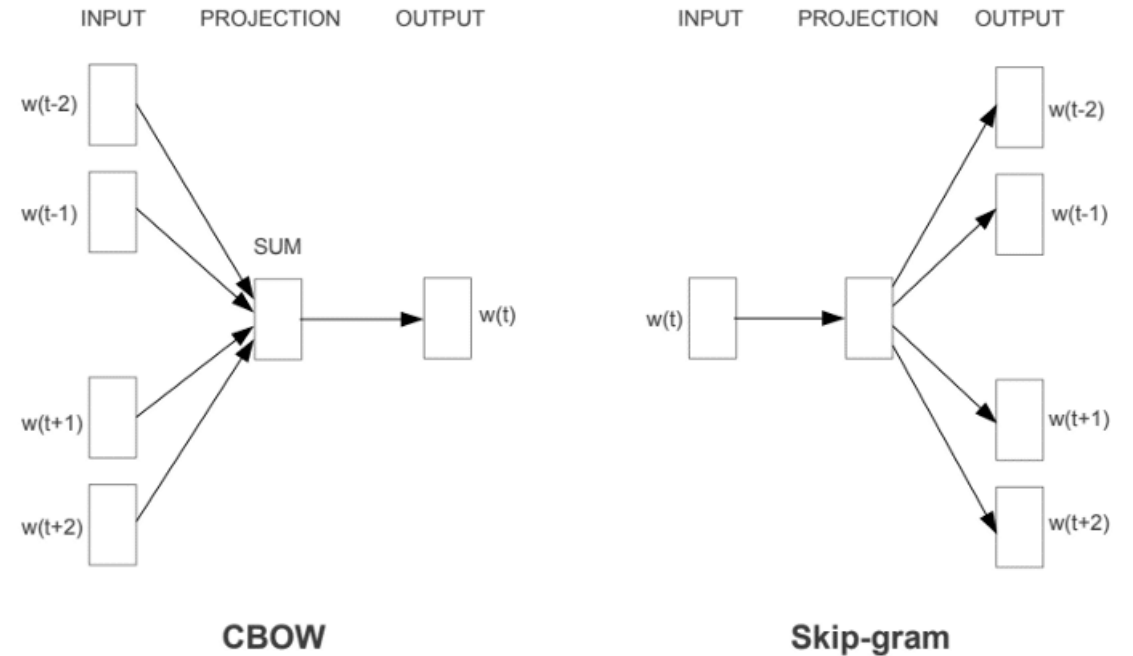 INPUT PROJECTION OUTPUT
w(t-2)
w(t-1)
SUM
w(t)
w(t+1)
w(t+2)
CBOW
INPUT PROJECTION OUTPUT
w(t-2)
w(t-1)
w(t)
w(t+1)
w(t+2)
Skip-gram